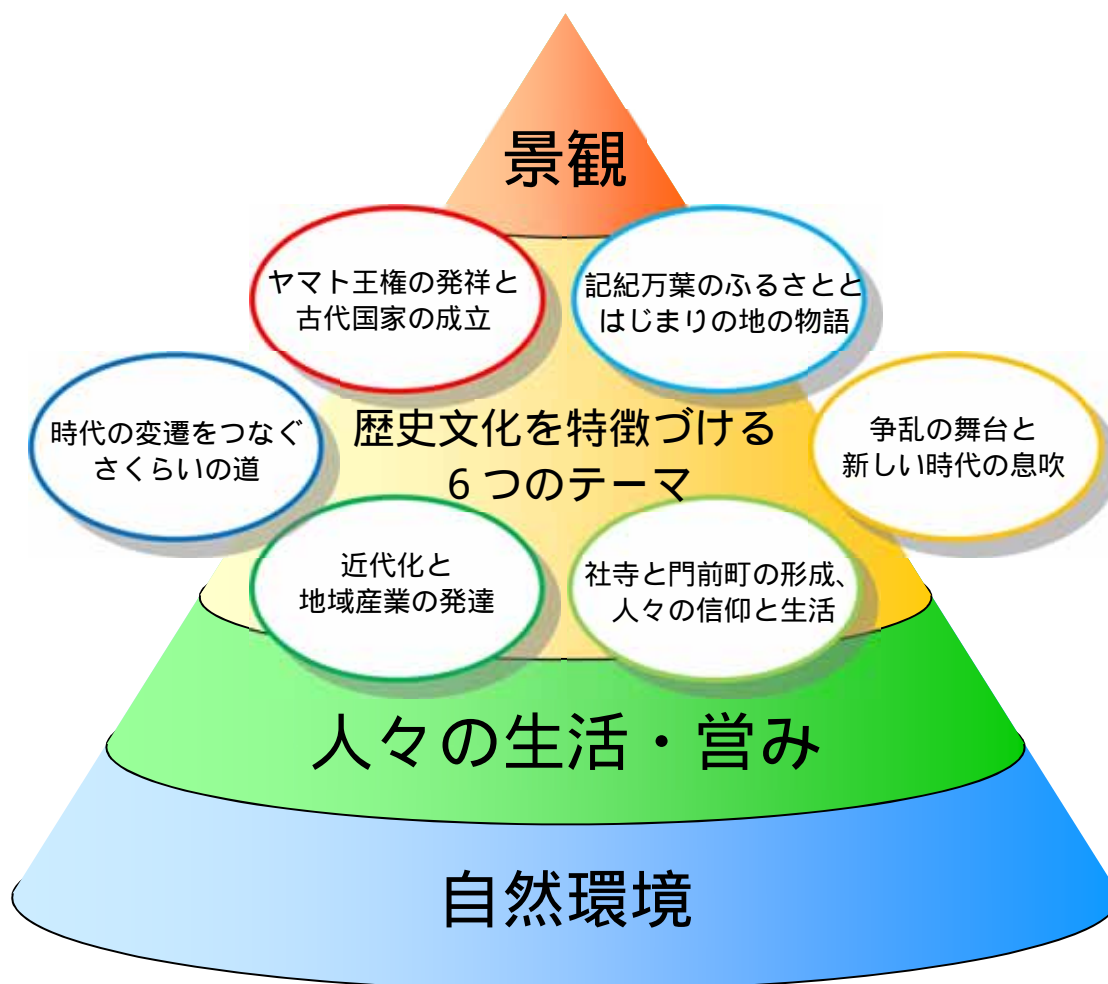 景観
ヤマト王権の発祥と
古代国家の成立
記紀万葉のふるさとと
はじまりの地の物語
時代の変遷をつなぐ
さくらいの道
歴史文化を特徴づける
6つのテーマ
争乱の舞台と
新しい時代の息吹
近代化と
地域産業の発達
社寺と門前町の形成、
人々の信仰と生活
人々の生活・営み
自然環境